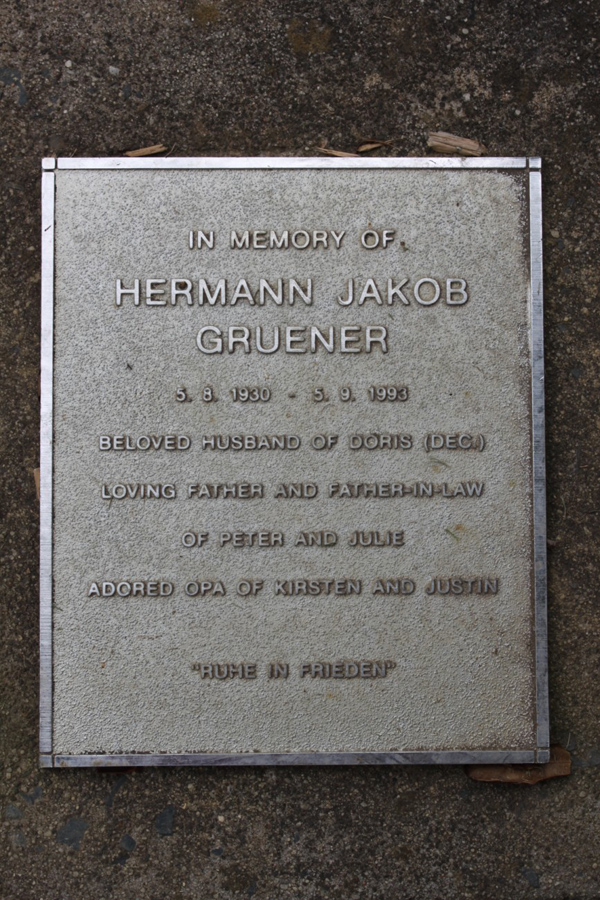 IN MEMORY OF
HERMANN JAKOB
GRUENER
5. 8. 1930 - 5. 9. 1993
BELOVED HUSBAND OF DORIS (DEC.)
LOVING FATHER AND FATHER-IN-LAW
OF PETER AND JULIE
ADORED OPA OF KIRSTEN AND JUSTIN
"RUHE IN FRIEDEN"